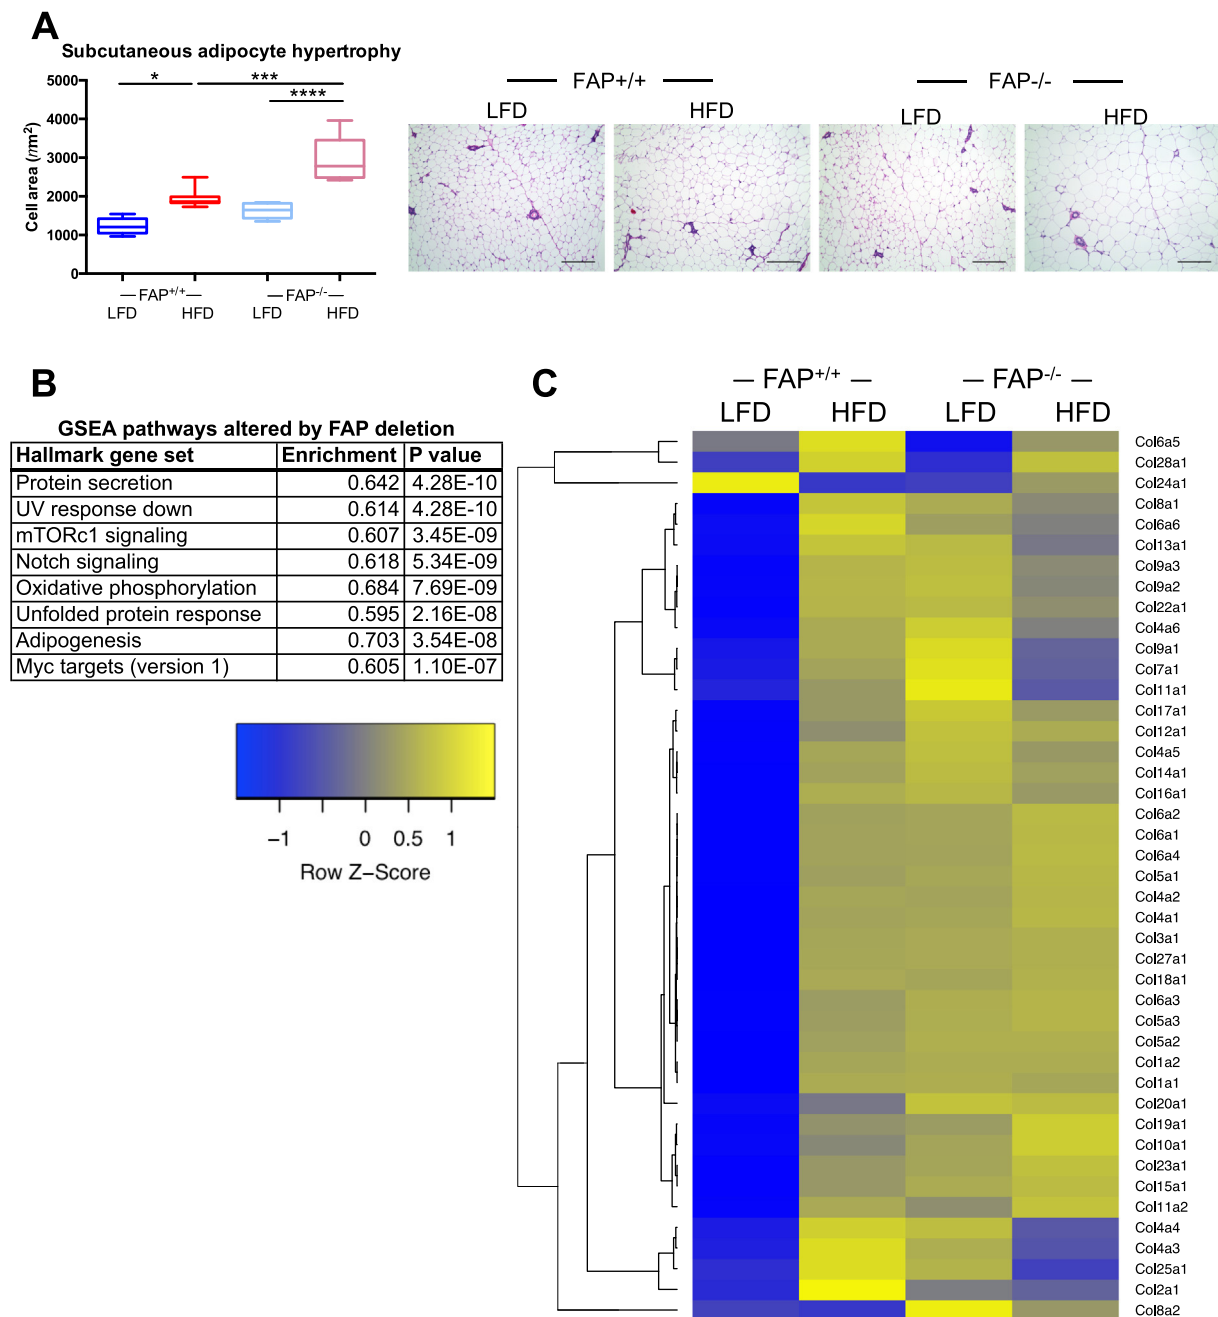 A
Subcutaneous adipocyte hypertrophy
5000
4000
3000
2000
1000
0
Cell area (nm²)
*
***
****
— FAP+/+ —
— FAP-/- —
LFD HFD LFD HFD
— FAP+/+ —
— FAP-/- —
LFD HFD LFD HFD
B
GSEA pathways altered by FAP deletion
Hallmark gene set Enrichment P value
Protein secretion 0.642 4.28E-10
UV response down 0.614 4.28E-10
mTORc1 signaling 0.607 3.45E-09
Notch signaling 0.618 5.34E-09
Oxidative phosphorylation 0.684 7.69E-09
Unfolded protein response 0.595 2.16E-08
Adipogenesis 0.703 3.54E-08
Myc targets (version 1) 0.605 1.10E-07
−1 0 0.5 1
Row Z−Score
C
— FAP+/+ — — FAP-/- —
LFD HFD LFD HFD
Col6a5
Col28a1
Col24a1
Col8a1
Col6a6
Col13a1
Col9a3
Col9a2
Col22a1
Col4a6
Col9a1
Col7a1
Col11a1
Col17a1
Col12a1
Col4a5
Col14a1
Col16a1
Col6a2
Col6a1
Col6a4
Col5a1
Col4a2
Col4a1
Col3a1
Col27a1
Col18a1
Col6a3
Col5a3
Col5a2
Col1a2
Col1a1
Col20a1
Col19a1
Col10a1
Col23a1
Col15a1
Col11a2
Col4a4
Col4a3
Col25a1
Col2a1
Col8a2